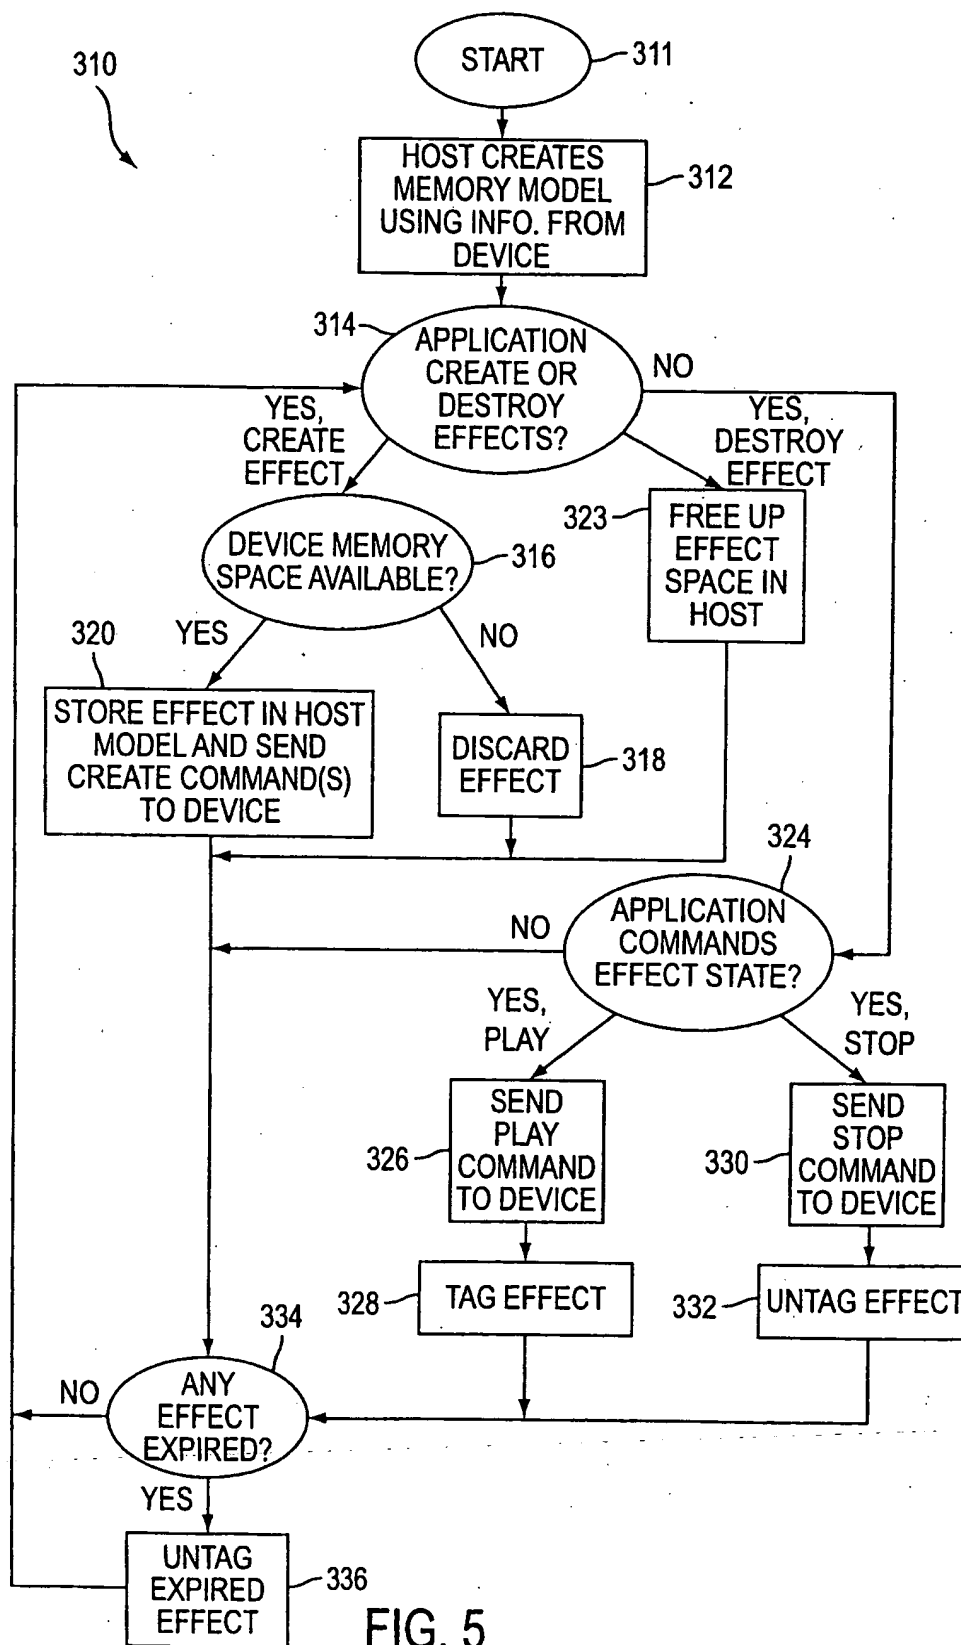 310
START
311
HOST CREATES
MEMORY MODEL
USING INFO. FROM
DEVICE
312
314
APPLICATION
CREATE OR
DESTROY
EFFECTS?
NO
YES,
CREATE
EFFECT
YES,
DESTROY
EFFECT
DEVICE MEMORY
SPACE AVAILABLE?
316
323
FREE UP
EFFECT
SPACE IN
HOST
320
YES
NO
STORE EFFECT IN HOST
MODEL AND SEND
CREATE COMMAND(S)
TO DEVICE
DISCARD
EFFECT
318
324
APPLICATION
COMMANDS
EFFECT STATE?
NO
YES,
PLAY
YES,
STOP
326
SEND
PLAY
COMMAND
TO DEVICE
330
SEND
STOP
COMMAND
TO DEVICE
328
TAG EFFECT
332
UNTAG EFFECT
334
ANY
EFFECT
EXPIRED?
NO
YES
UNTAG
EXPIRED
EFFECT
336
FIG. 5